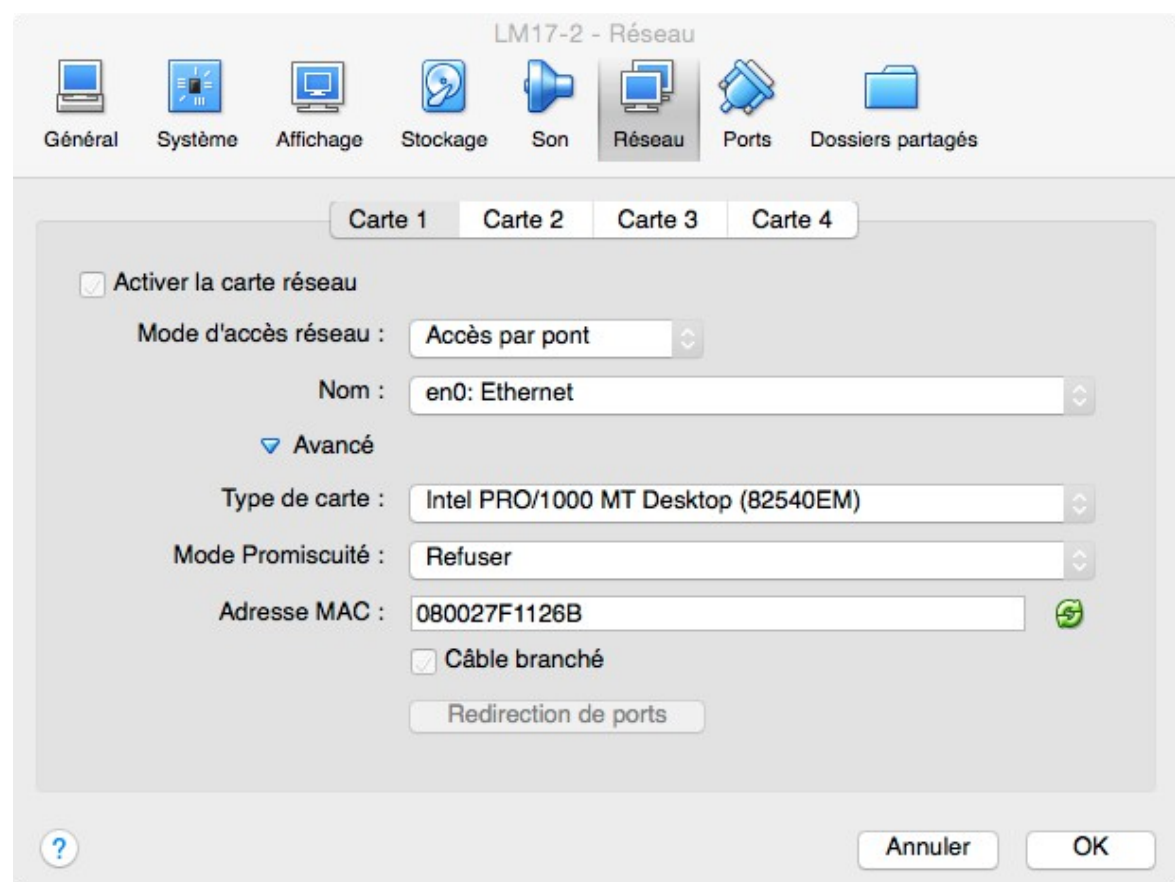 LM17-2 - Réseau
Général Système Affichage Stockage Son Réseau Ports Dossiers partagés
Carte 1 Carte 2 Carte 3 Carte 4
Activer la carte réseau
Mode d'accès réseau : Accès par pont
Nom : en0: Ethernet
Avancé
Type de carte : Intel PRO/1000 MT Desktop (82540EM)
Mode Promiscuité : Refuser
Adresse MAC : 080027F1126B
Câble branché
Redirection de ports
? Annuler OK